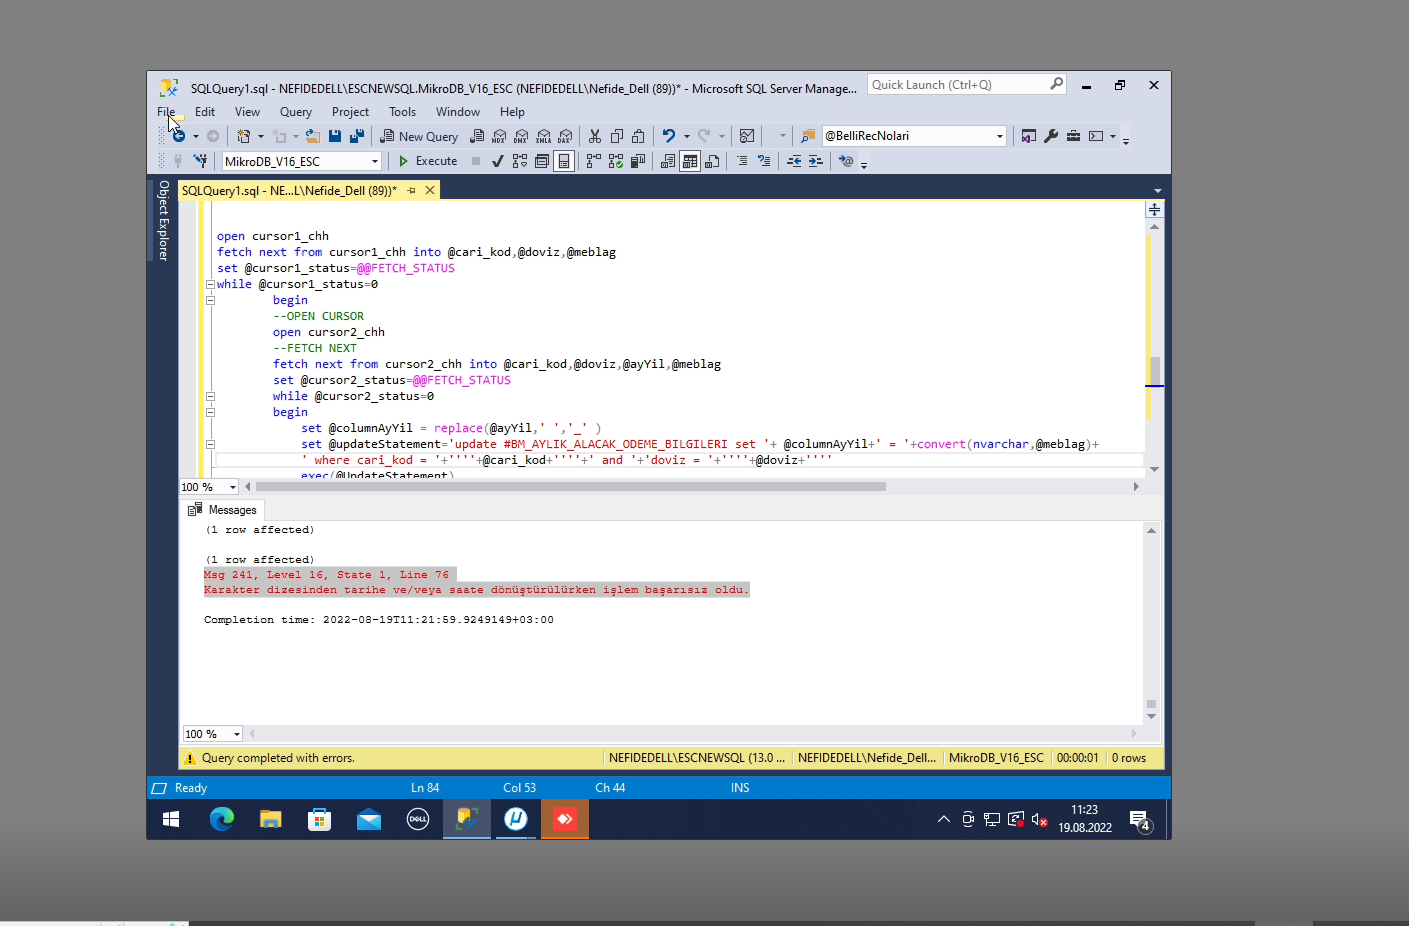 SQLQuery1.sql - NEFIDEDELL\ESCNEWSQL.MikroDB_V16_ESC (NEFIDEDELL\Nefide_Dell (89))* - Microsoft SQL Server Manage...
Quick Launch (Ctrl+Q)
File Edit View Query Project Tools Window Help
New Query
MDX DMX XMLA DAX
@BelliRecNolari
MikroDB_V16_ESC
Execute
Object Explorer
SQLQuery1.sql - NE...L\Nefide_Dell (89))*
open cursor1_chh
fetch next from cursor1_chh into @cari_kod,@doviz,@meblag
set @cursor1_status=@@FETCH_STATUS
while @cursor1_status=0
begin
--OPEN CURSOR
open cursor2_chh
--FETCH NEXT
fetch next from cursor2_chh into @cari_kod,@doviz,@ayYil,@meblag
set @cursor2_status=@@FETCH_STATUS
while @cursor2_status=0
begin
set @columnAyYil = replace(@ayYil,' ','_' )
set @updateStatement='update #BM_AYLIK_ALACAK_ODEME_BILGILERI set '+ @columnAyYil+' = '+convert(nvarchar,@meblag)+
' where cari_kod = '+''''+@cari_kod+''''+' and '+'doviz = '+''''+@doviz+''''
exec(@UpdateStatement)
100 %
Messages
(1 row affected)
(1 row affected)
Msg 241, Level 16, State 1, Line 76
Karakter dizesinden tarihe ve/veya saate dönüştürülürken işlem başarısız oldu.
Completion time: 2022-08-19T11:21:59.9249149+03:00
100 %
Query completed with errors.
NEFIDEDELL\ESCNEWSQL (13.0 ...
NEFIDEDELL\Nefide_Dell...
MikroDB_V16_ESC
00:00:01
0 rows
Ready
Ln 84
Col 53
Ch 44
INS
DELL
11:23
19.08.2022
4